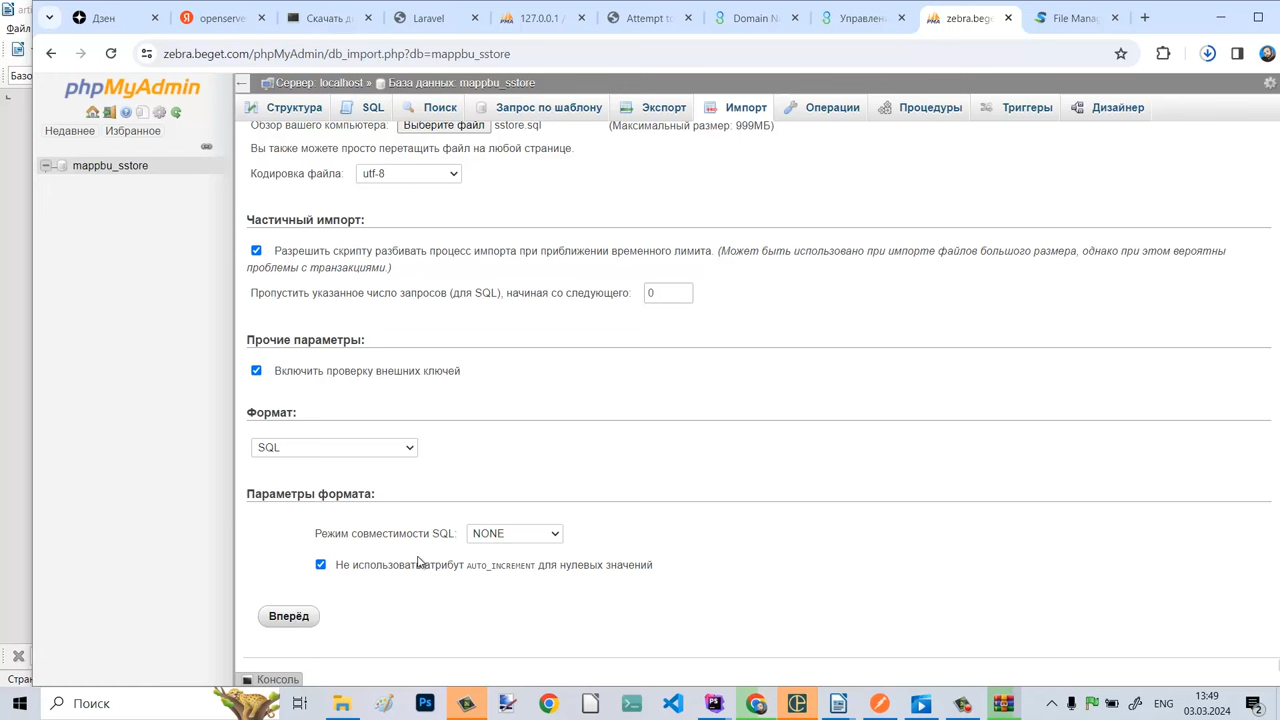 Дзен
openserve
Скачать д
Laravel
127.0.0.1 /
Attempt to
Domain N
Управлен
zebra.beg
File Manag
zebra.beget.com/phpMyAdmin/db_import.php?db=mappbu_sstore
phpMyAdmin
Недавнее Избранное
mappbu_sstore
Сервер: localhost » База данных: mappbu_sstore
Структура SQL Поиск Запрос по шаблону Экспорт Импорт Операции Процедуры Триггеры Дизайнер
Обзор вашего компьютера: Выберите файл sstore.sql (Максимальный размер: 999МБ)
Вы также можете просто перетащить файл на любой странице.
Кодировка файла: utf-8
Частичный импорт:
Разрешить скрипту разбивать процесс импорта при приближении временного лимита. (Может быть использовано при импорте файлов большого размера, однако при этом вероятны
проблемы с транзакциями.)
Пропустить указанное число запросов (для SQL), начиная со следующего: 0
Прочие параметры:
Включить проверку внешних ключей
Формат:
SQL
Параметры формата:
Режим совместимости SQL: NONE
Не использовать атрибут AUTO_INCREMENT для нулевых значений
Вперёд
Консоль
Поиск
ENG
13:49
03.03.2024
2